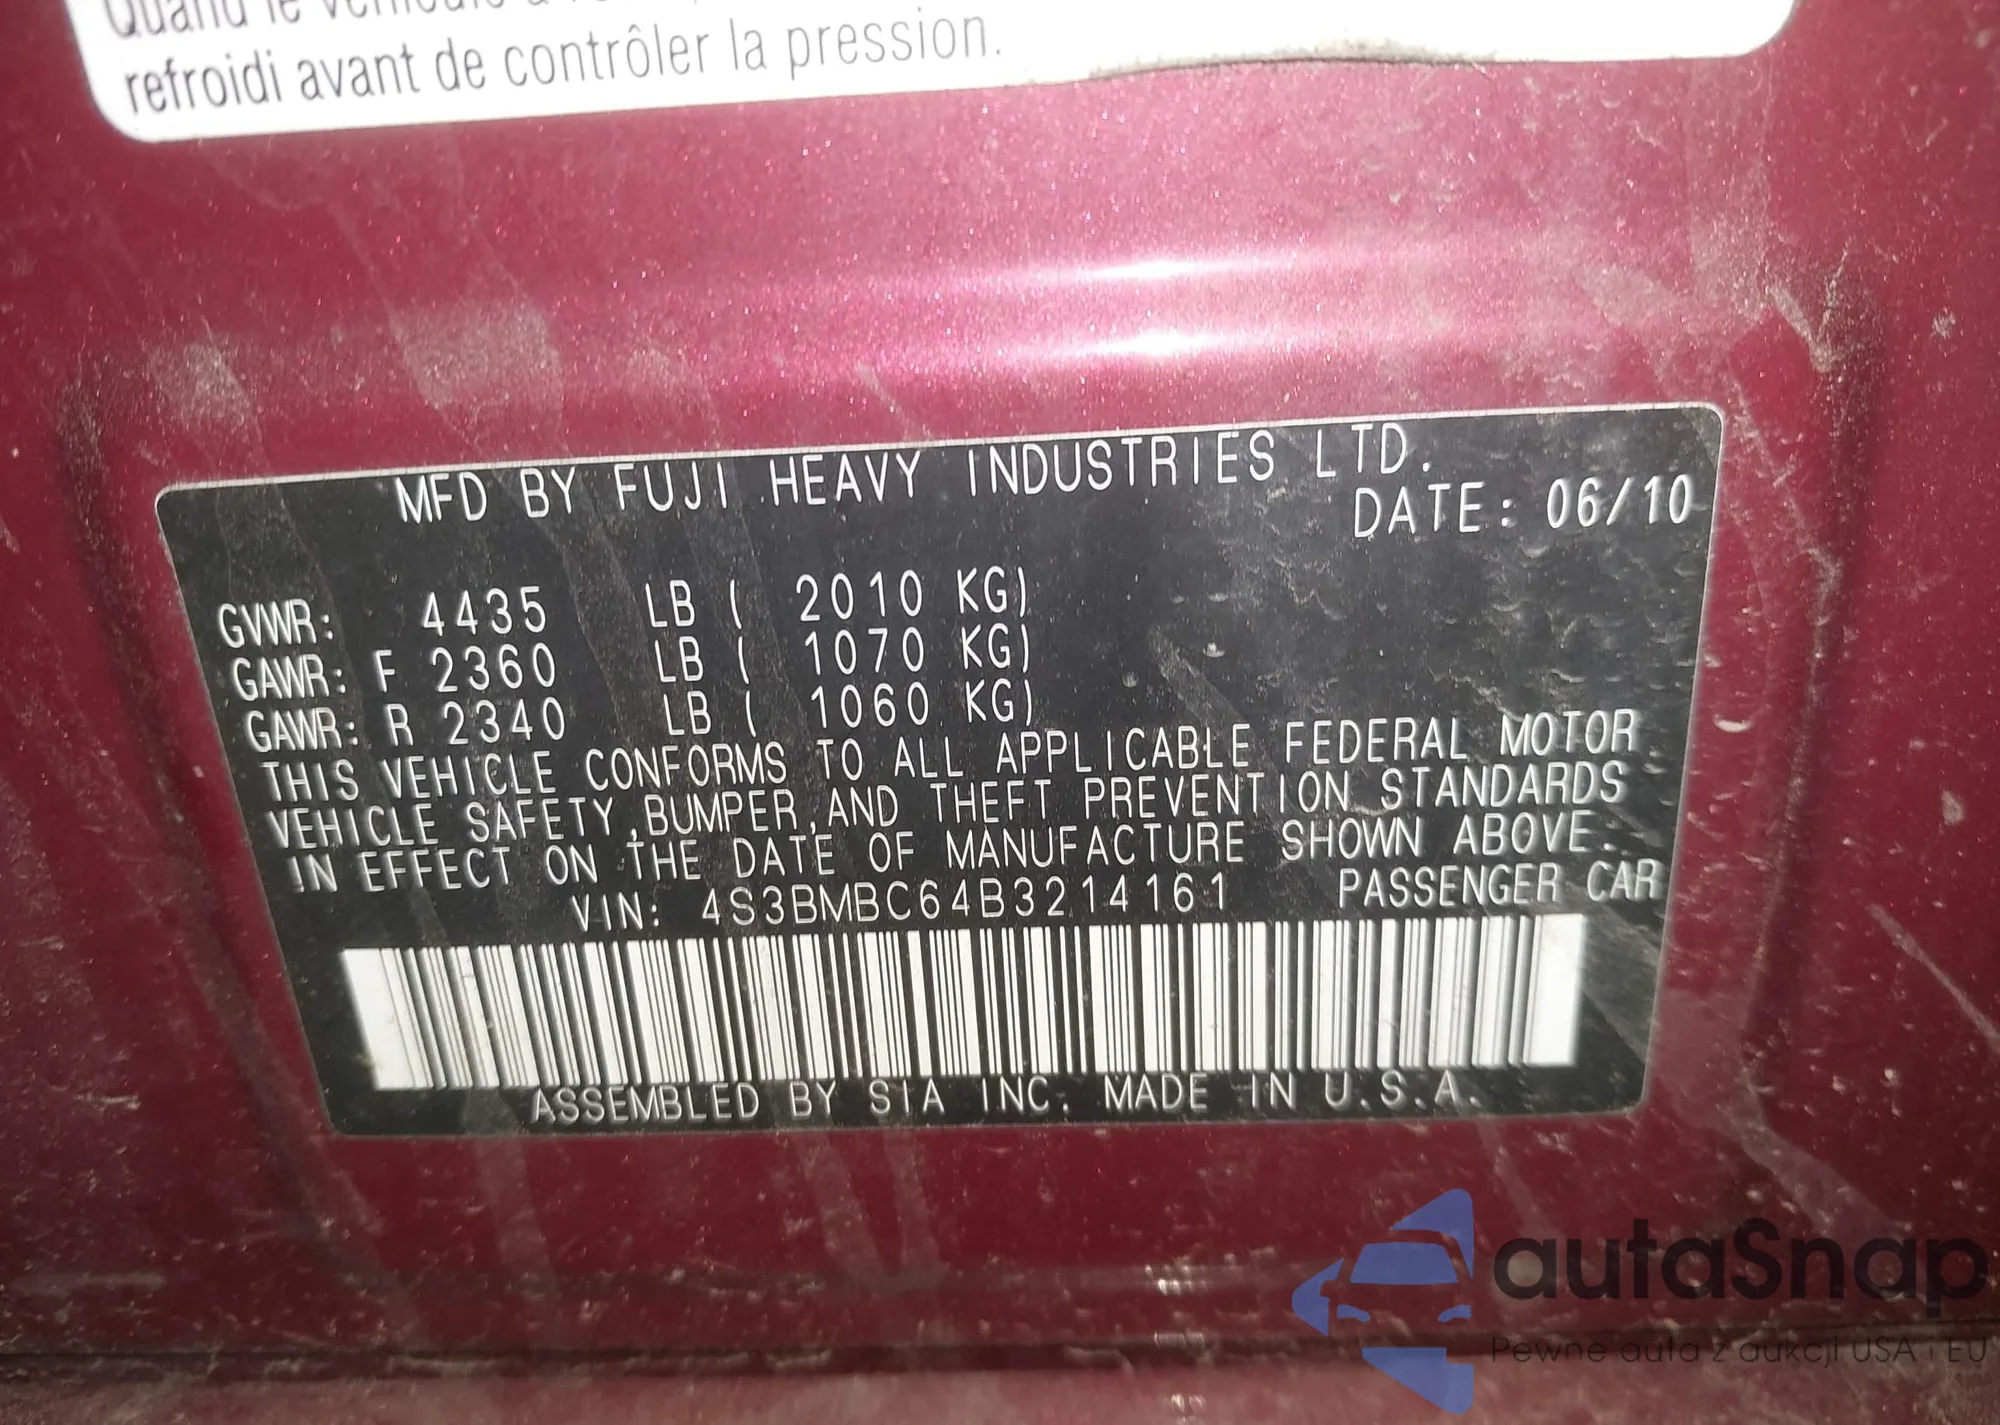 Quand le véhicule a
refroidi avant de contrôler la pression.
MFD BY FUJI HEAVY INDUSTRIES LTD.
DATE: 06/10
GVWR: 4435 LB ( 2010 KG)
GAWR: F 2360 LB ( 1070 KG)
GAWR: R 2340 LB ( 1060 KG)
THIS VEHICLE CONFORMS TO ALL APPLICABLE FEDERAL MOTOR
VEHICLE SAFETY,BUMPER,AND THEFT PREVENTION STANDARDS
IN EFFECT ON THE DATE OF MANUFACTURE SHOWN ABOVE.
VIN: 4S3BMBC64B3214161 PASSENGER CAR
ASSEMBLED BY SIA INC. MADE IN U.S.A.
autaSnap
Pewne auta z aukcji USA i EU